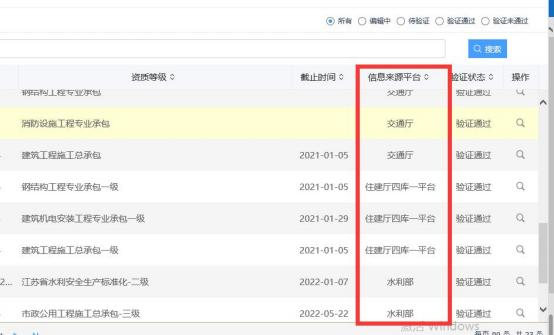 所有 编辑中 待验证 验证通过 验证未通过
搜索
资质等级 截止时间 信息来源平台 验证状态 操作
钢结构工程专业承包 交通厅 验证通过
消防设施工程专业承包 交通厅 验证通过
建筑工程施工总承包 2021-01-05 交通厅 验证通过
钢结构工程专业承包一级 2021-01-05 住建厅四库一平台 验证通过
建筑机电安装工程专业承包一级 2021-01-29 住建厅四库一平台 验证通过
建筑工程施工总承包一级 2021-01-05 住建厅四库一平台 验证通过
2... 江苏省水利安全生产标准化-二级 2022-01-07 水利部 验证通过
市政公用工程施工总承包-三级 2022-05-22 水利部 验证通过
激活 Windows